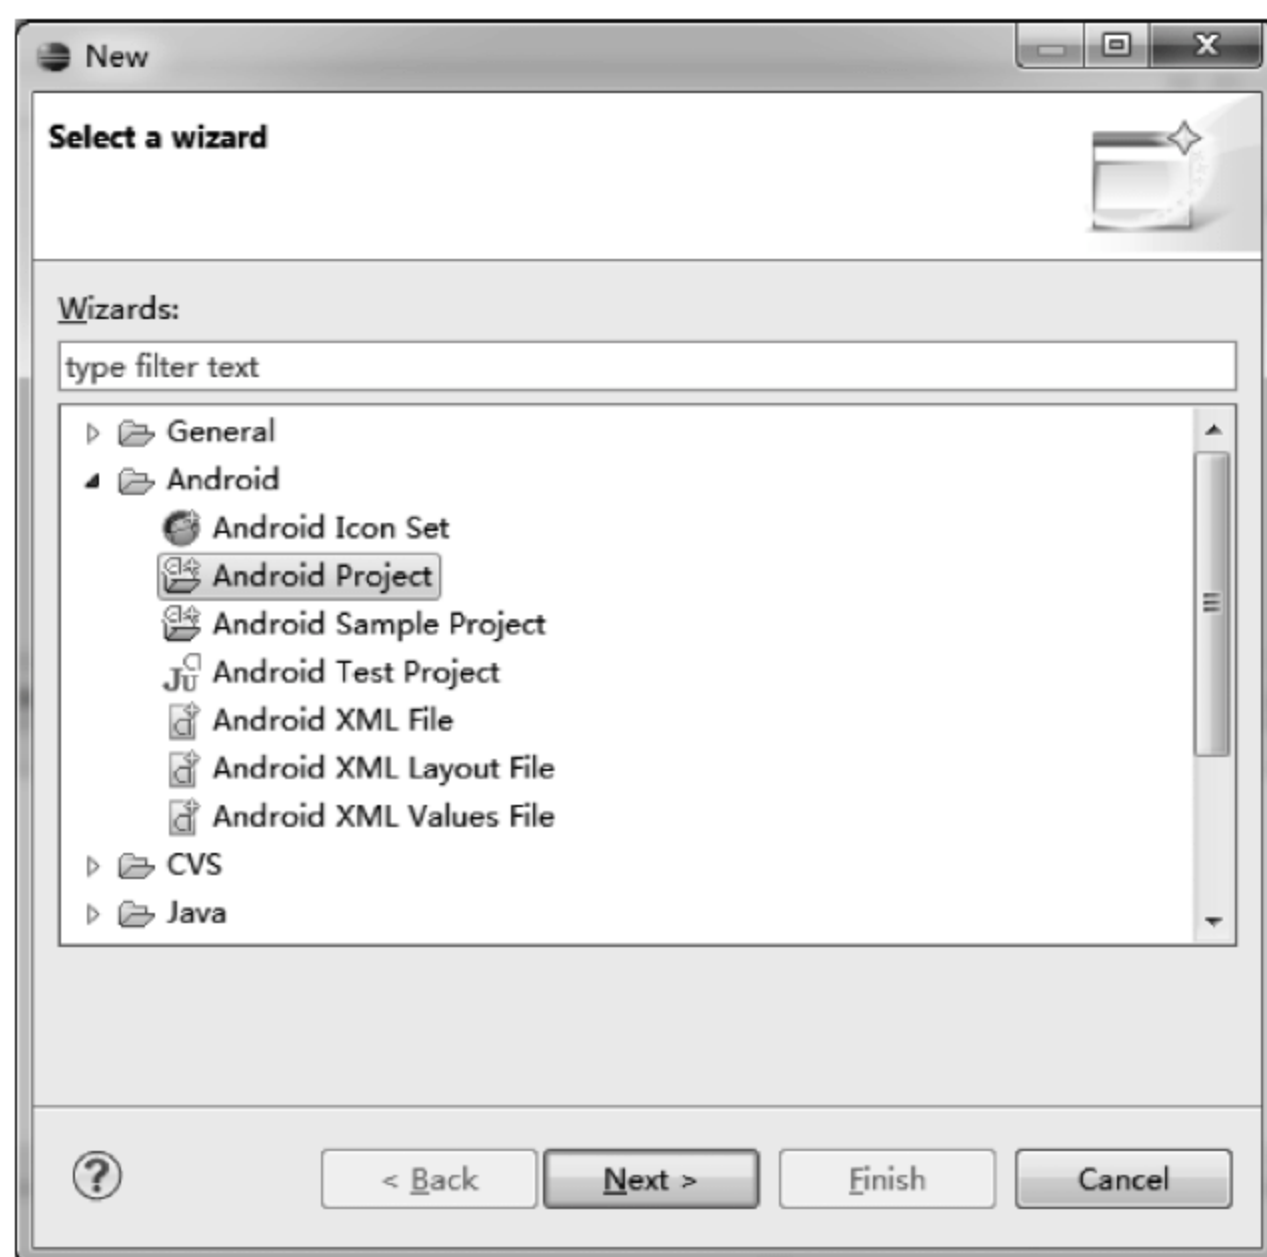 New
Select a wizard
Wizards:
type filter text
General
Android
Android Icon Set
Android Project
Android Sample Project
Android Test Project
Android XML File
Android XML Layout File
Android XML Values File
CVS
Java
< Back Next > Finish Cancel